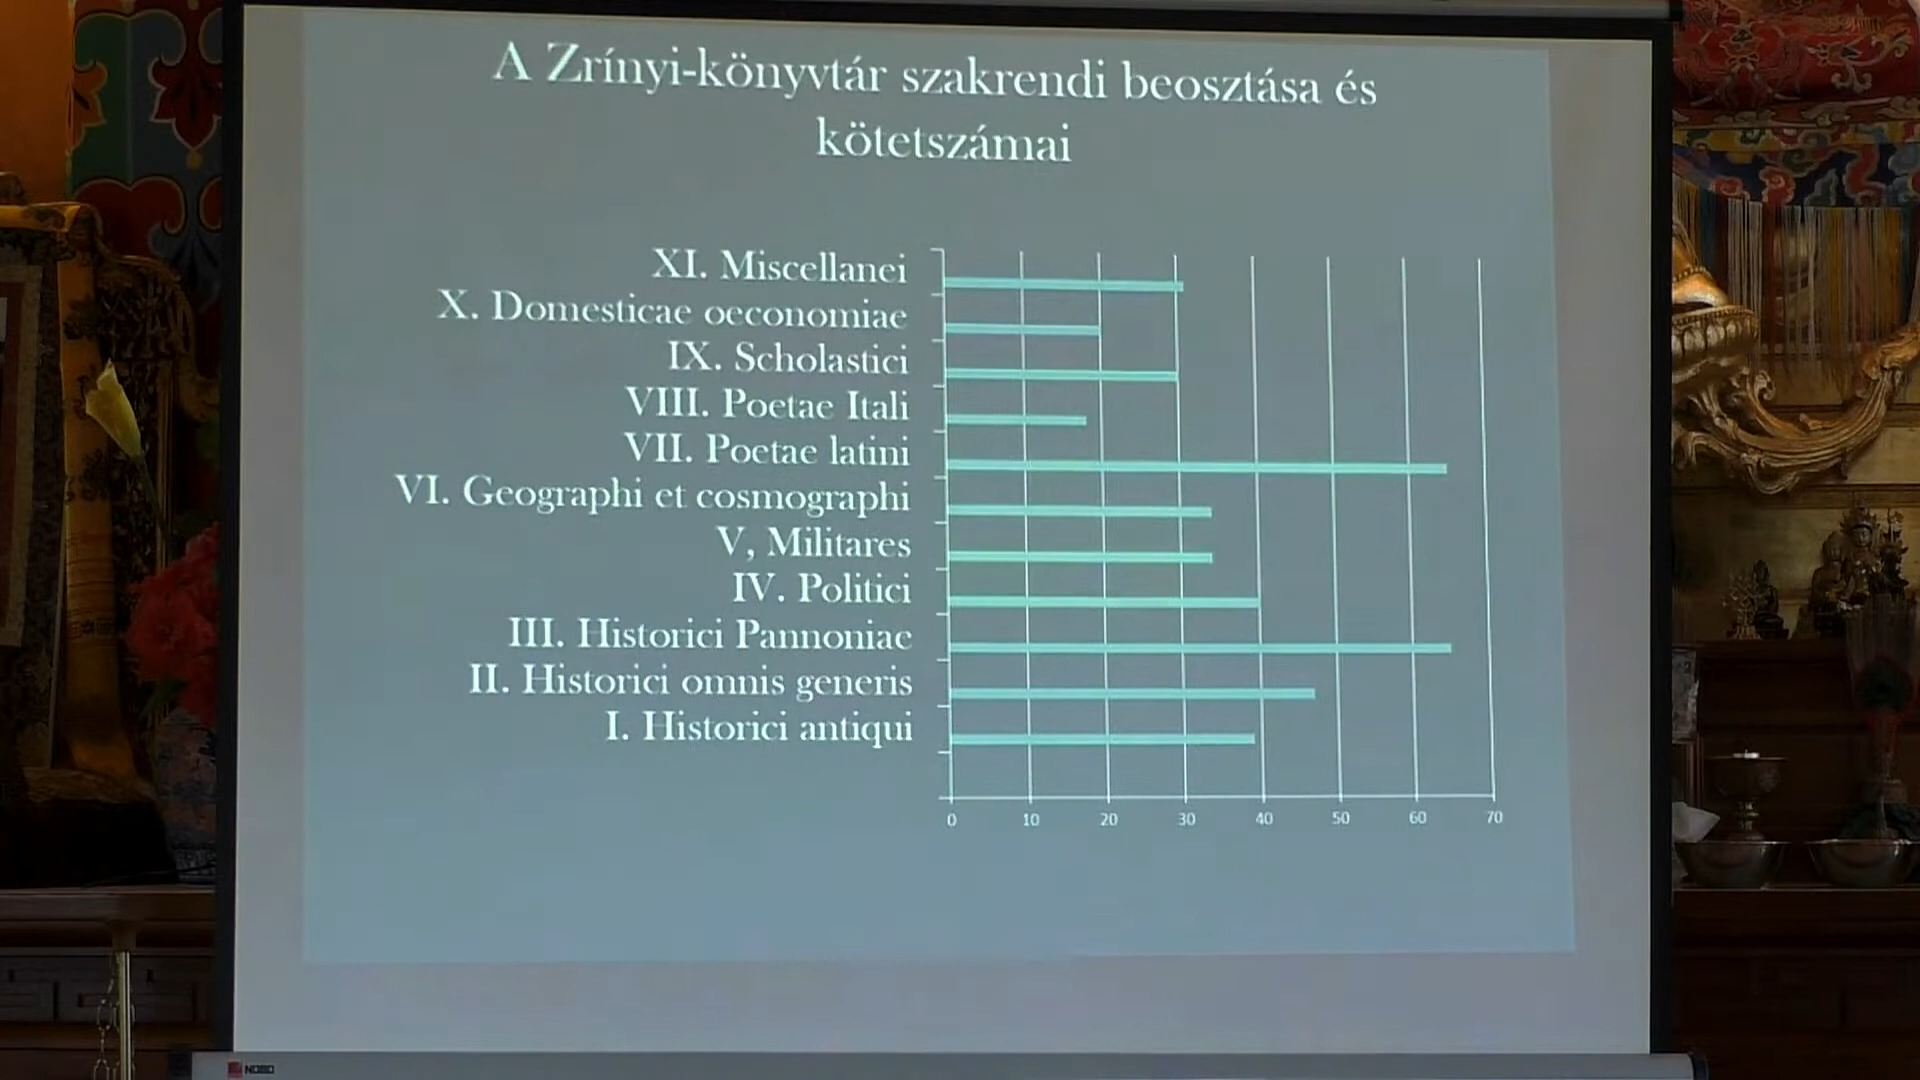 A Zrínyi-könyvtár szakrendi beosztása és
kötetszámai
XI. Miscellanei
X. Domesticae oeconomiae
IX. Scholastici
VIII. Poetae Itali
VII. Poetae latini
VI. Geographi et cosmographi
V, Militares
IV. Politici
III. Historici Pannoniae
II. Historici omnis generis
I. Historici antiqui
0 10 20 30 40 50 60 70
NOBO